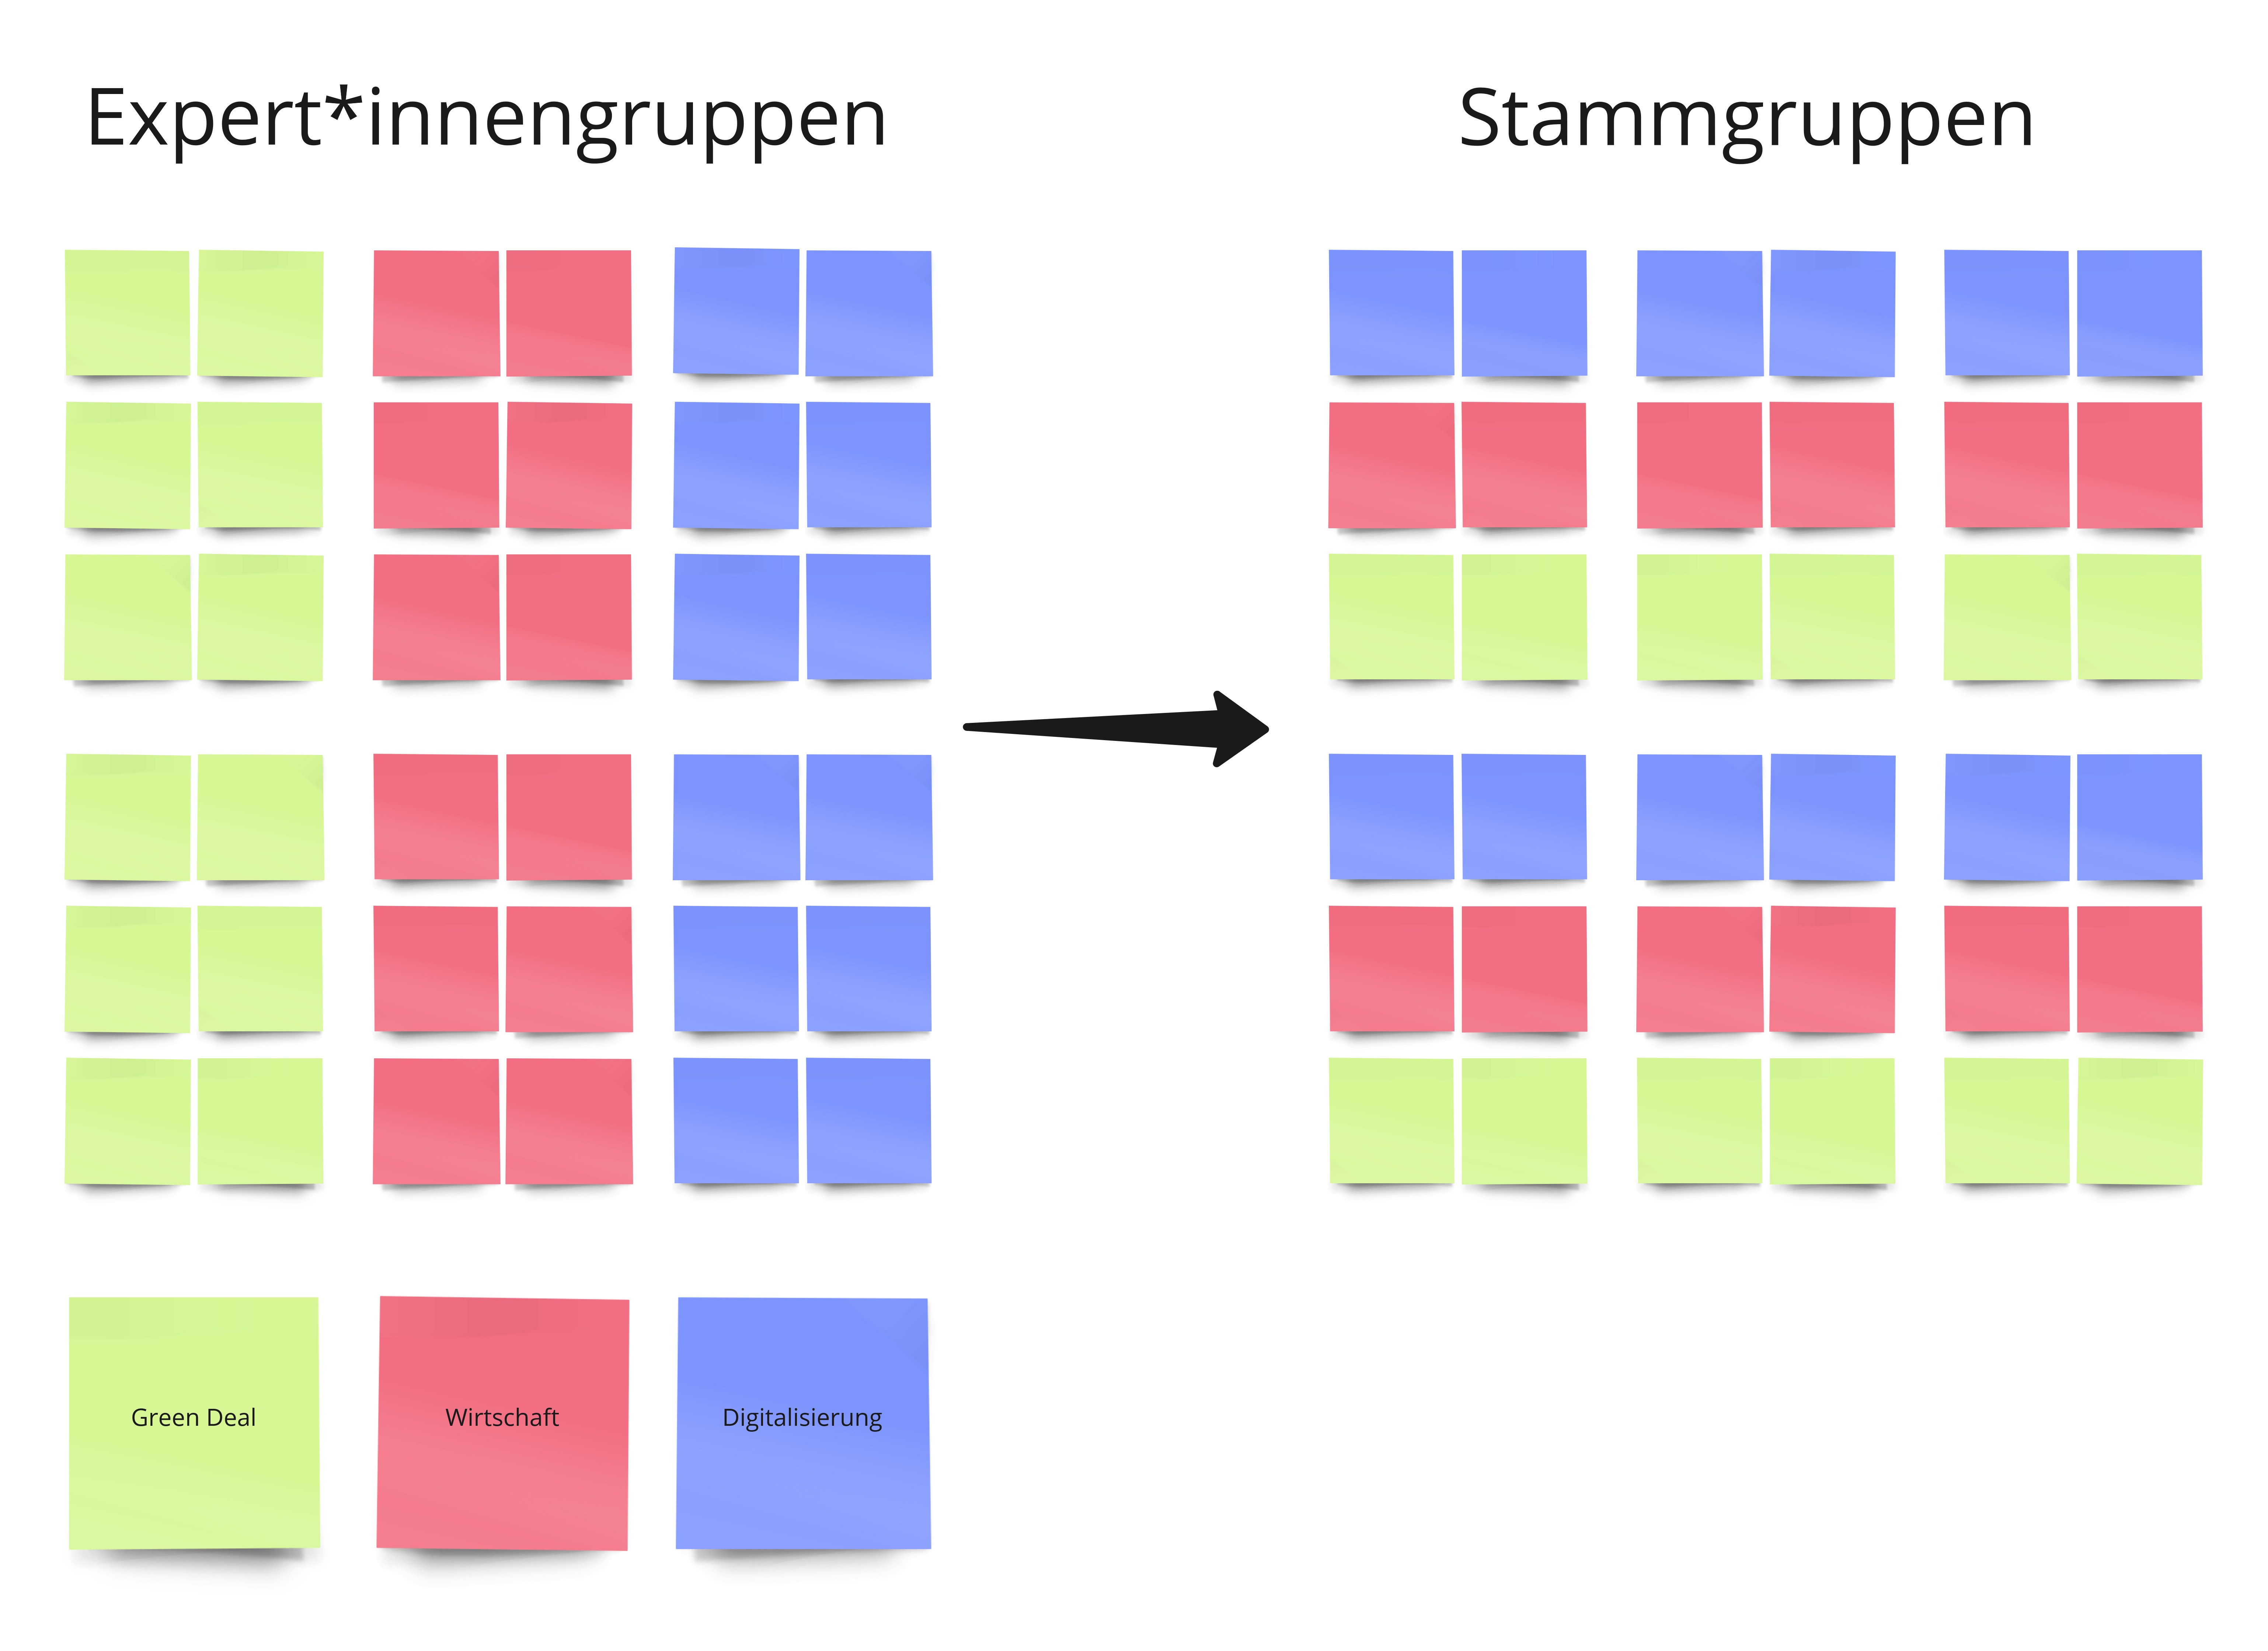 Expert*innengruppen
Stammgruppen
Green Deal
Wirtschaft
Digitalisierung